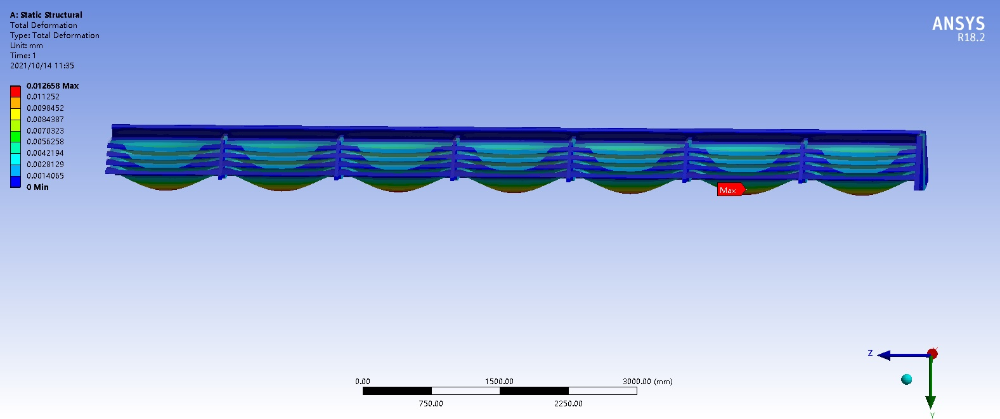 A: Static Structural
Total Deformation
Type: Total Deformation
Unit: mm
Time: 1
2021/10/14 11:35
0.012658 Max
0.011252
0.0098452
0.0084387
0.0070323
0.0056258
0.0042194
0.0028129
0.0014065
0 Min
ANSYS
R18.2
Max
0.00
1500.00
3000.00 (mm)
750.00
2250.00
Z
X
Y